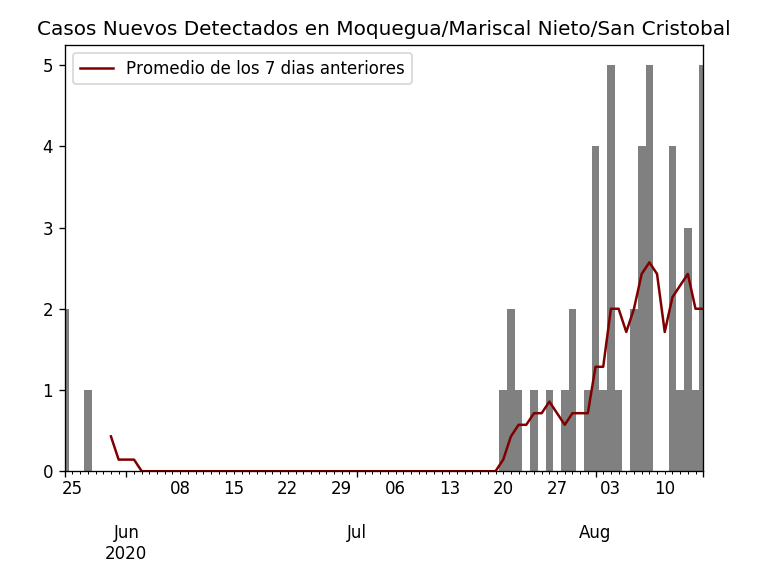 Casos Nuevos Detectados en Moquegua/Mariscal Nieto/San Cristobal
Promedio de los 7 dias anteriores
5
4
3
2
1
0
25 08 15 22 29 06 13 20 27 03 10
Jun Jul Aug
2020